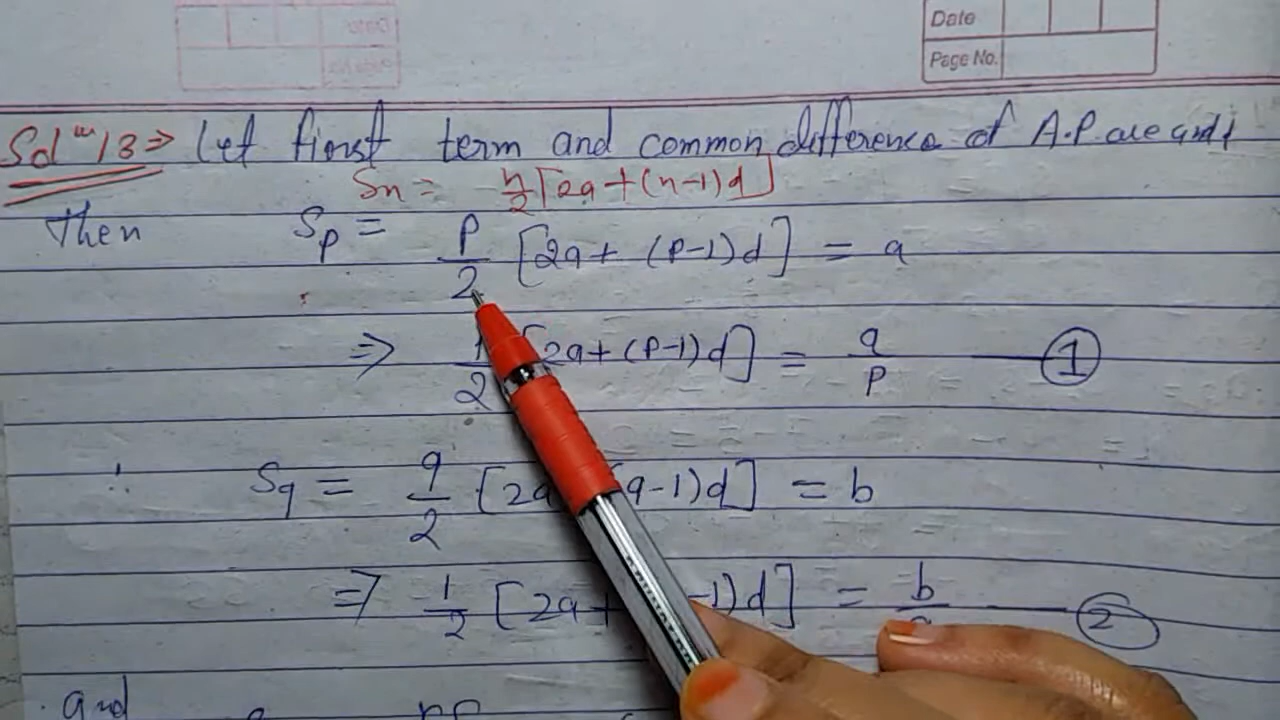 Date
Page No.
Solⁿ 13 ⇒ Let first term and common difference of A.P are a and
Sn = n/2 [2a + (n-1)d]
Then Sp = P/2 [2a + (P-1)d] = a
⇒ 1/2 [2a + (P-1)d] = a/P ①
∴ Sq = q/2 [2a (q-1)d] = b
⇒ 1/2 [2a + -1)d] = b ②
and